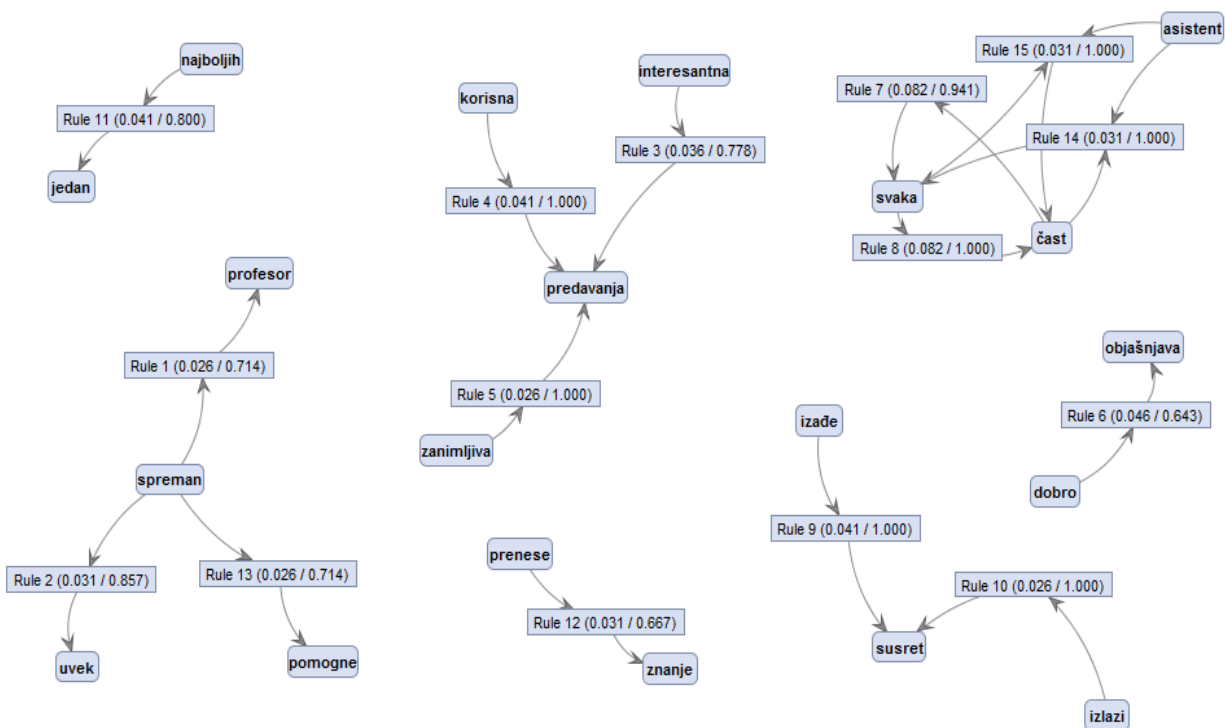 najboljih
Rule 11 (0.041 / 0.800)
jedan
profesor
Rule 1 (0.026 / 0.714)
spreman
Rule 2 (0.031 / 0.857)
Rule 13 (0.026 / 0.714)
uvek
pomogne
interesantna
korisna
Rule 3 (0.036 / 0.778)
Rule 4 (0.041 / 1.000)
predavanja
Rule 5 (0.026 / 1.000)
zanimljiva
prenese
Rule 12 (0.031 / 0.667)
znanje
asistent
Rule 15 (0.031 / 1.000)
Rule 7 (0.082 / 0.941)
Rule 14 (0.031 / 1.000)
svaka
čast
Rule 8 (0.082 / 1.000)
objašnjava
Rule 6 (0.046 / 0.643)
dobro
izađe
Rule 9 (0.041 / 1.000)
Rule 10 (0.026 / 1.000)
susret
izlazi